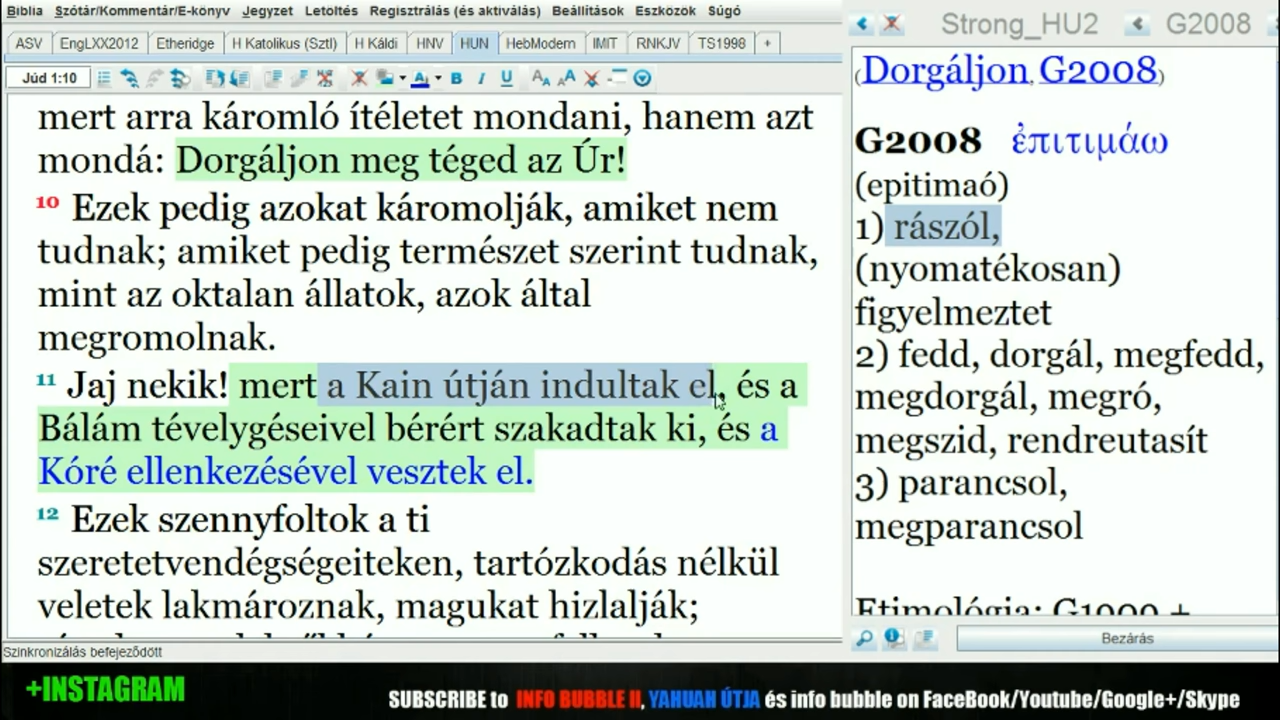 Biblia Szótár/Kommentár/E-könyv Jegyzet Letöltés Regisztrálás (és aktiválás) Beállítások Eszközök Súgó
ASV EngLXX2012 Etheridge H Katolikus (SztI) H Káldi HNV HUN HebModern IMIT RNKJV TS1998 +
Júd 1:10
mert arra káromló ítéletet mondani, hanem azt
mondá: Dorgáljon meg téged az Úr!
10 Ezek pedig azokat káromolják, amiket nem
tudnak; amiket pedig természet szerint tudnak,
mint az oktalan állatok, azok által
megromolnak.
11 Jaj nekik! mert a Kain útján indultak el, és a
Bálám tévelygéseivel bérért szakadtak ki, és a
Kóré ellenkezésével vesztek el.
12 Ezek szennyfoltok a ti
szeretetvendégségeiteken, tartózkodás nélkül
veletek lakmároznak, magukat hizlalják;
Szinkronizálás befejeződött
Strong_HU2 G2008
(Dorgáljon, G2008)
G2008 ἐπιτιμάω
(epitimaó)
1) rászól,
(nyomatékosan)
figyelmeztet
2) fedd, dorgál, megfedd,
megdorgál, megró,
megszid, rendreutasít
3) parancsol,
megparancsol
Etimológia: G1909 +
Bezárás
+INSTAGRAM
SUBSCRIBE to INFO BUBBLE II, YAHUAH ÚTJA és info bubble on FaceBook/Youtube/Google+/Skype